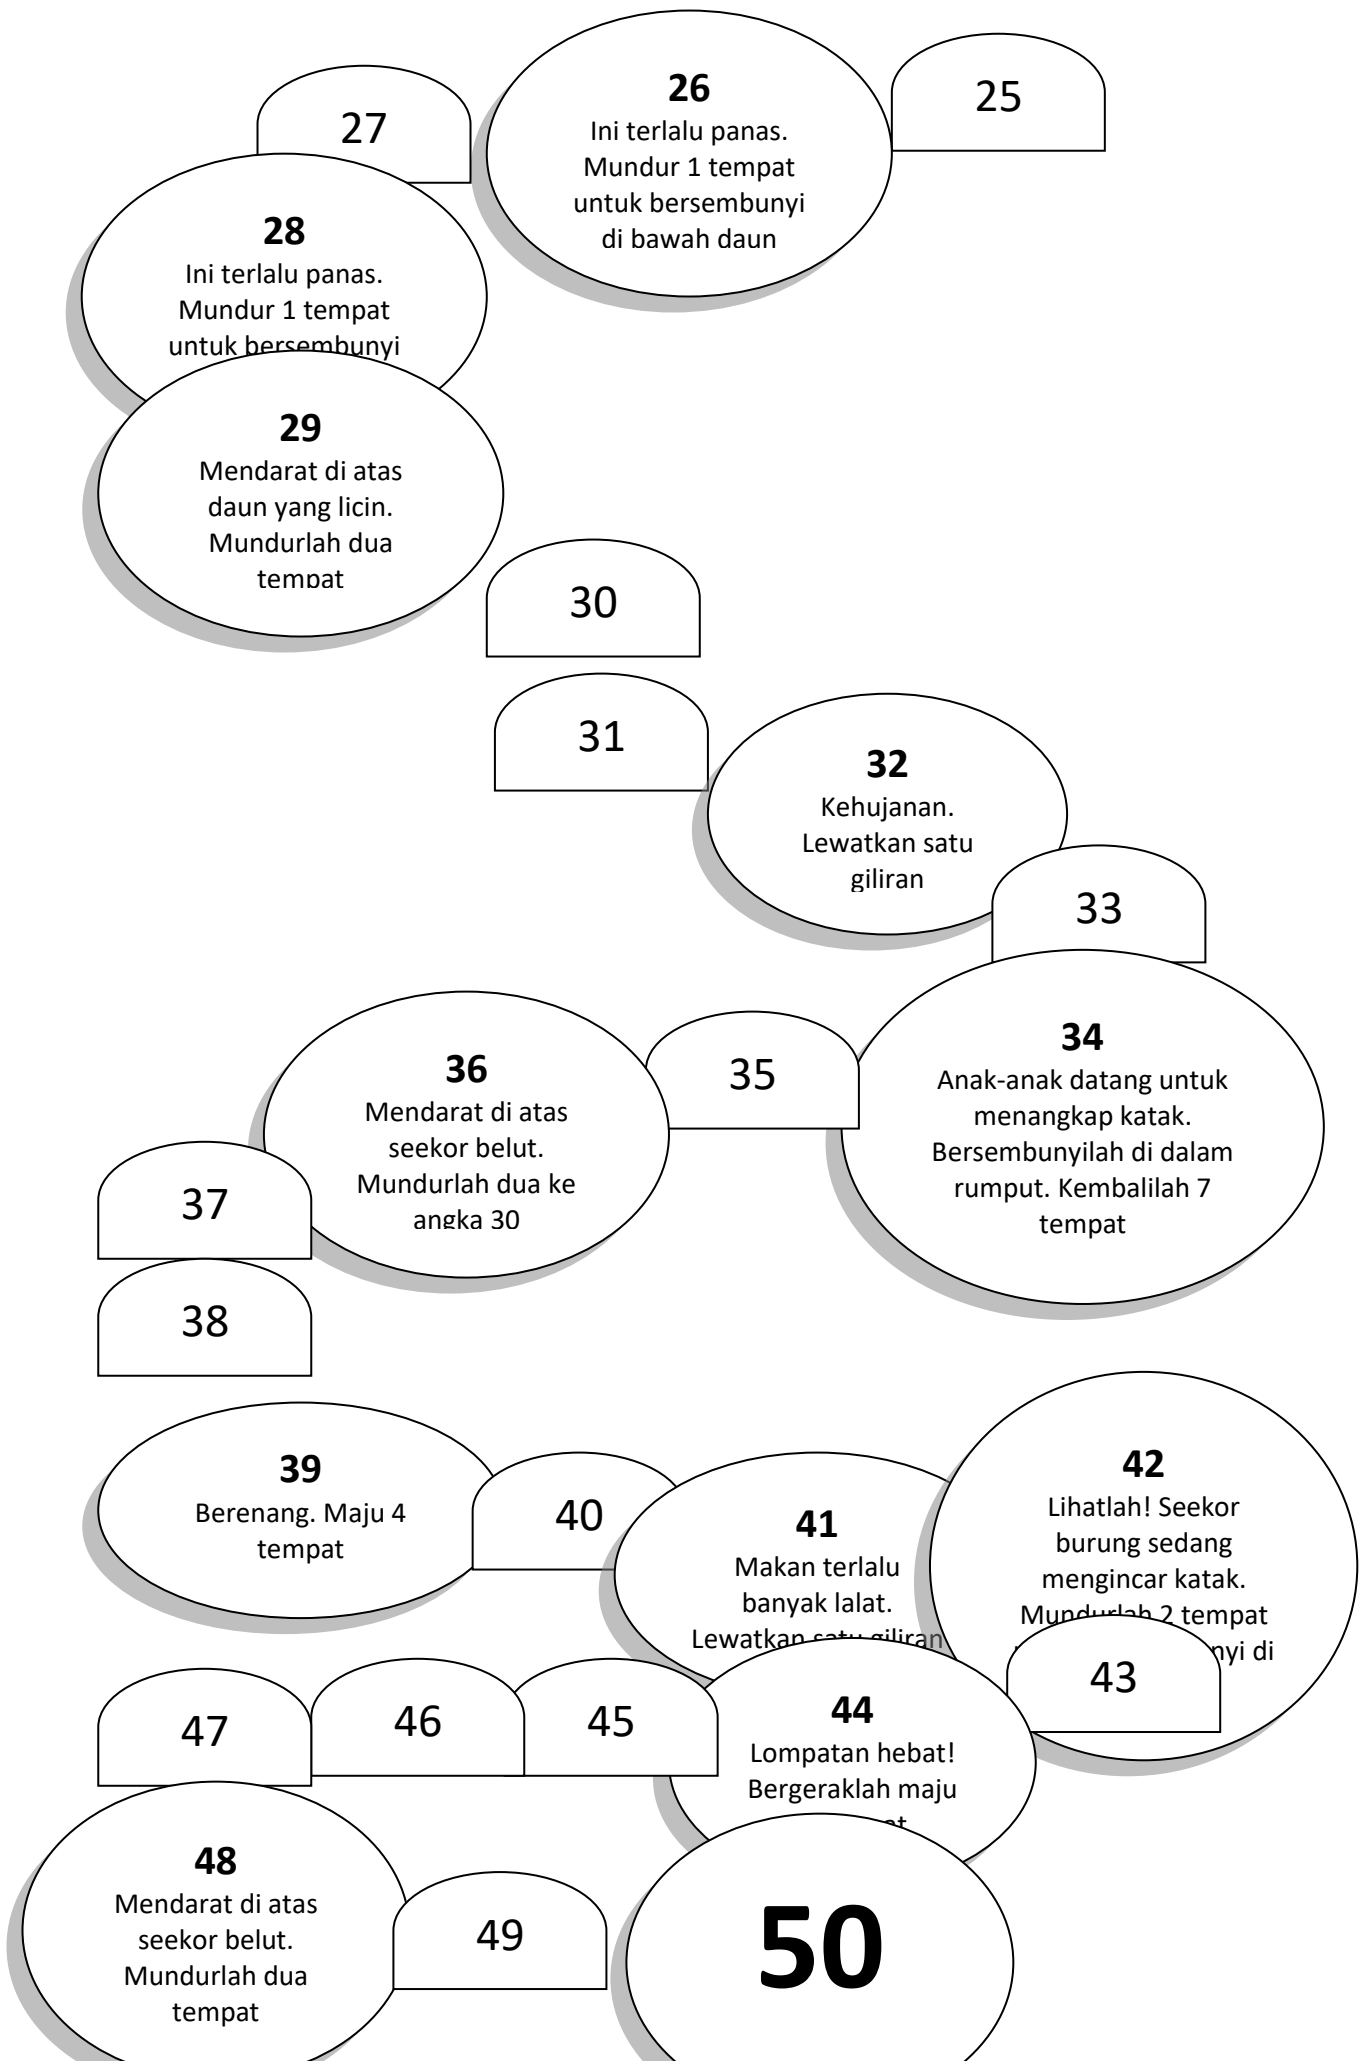 25
26
Ini terlalu panas.
Mundur 1 tempat
untuk bersembunyi
di bawah daun
27
28
Ini terlalu panas.
Mundur 1 tempat
untuk bersembunyi
29
Mendarat di atas
daun yang licin.
Mundurlah dua
tempat
30
31
32
Kehujanan.
Lewatkan satu
giliran
33
34
Anak-anak datang untuk
menangkap katak.
Bersembunyilah di dalam
rumput. Kembalilah 7
tempat
35
36
Mendarat di atas
seekor belut.
Mundurlah dua ke
angka 30
37
38
39
Berenang. Maju 4
tempat
40
41
Makan terlalu
banyak lalat.
Lewatkan satu giliran
42
Lihatlah! Seekor
burung sedang
mengincar katak.
Mundurlah 2 tempat
di
43
44
Lompatan hebat!
Bergeraklah maju
45
46
47
48
Mendarat di atas
seekor belut.
Mundurlah dua
tempat
49
50